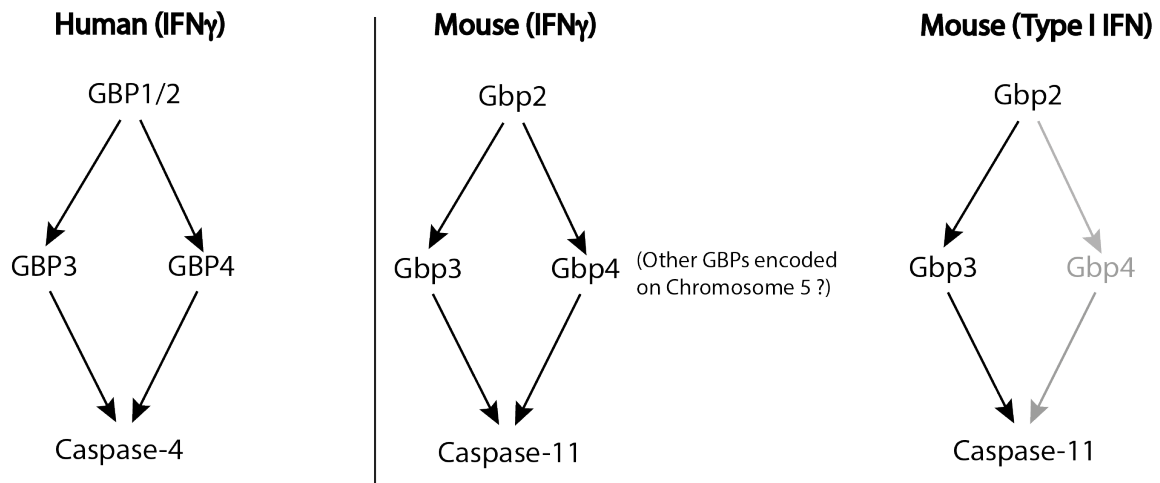 Human (IFNγ)
GBP1/2
GBP3
GBP4
Caspase-4
Mouse (IFNγ)
Gbp2
Gbp3
Gbp4
(Other GBPs encoded
on Chromosome 5 ?)
Caspase-11
Mouse (Type I IFN)
Gbp2
Gbp3
Gbp4
Caspase-11